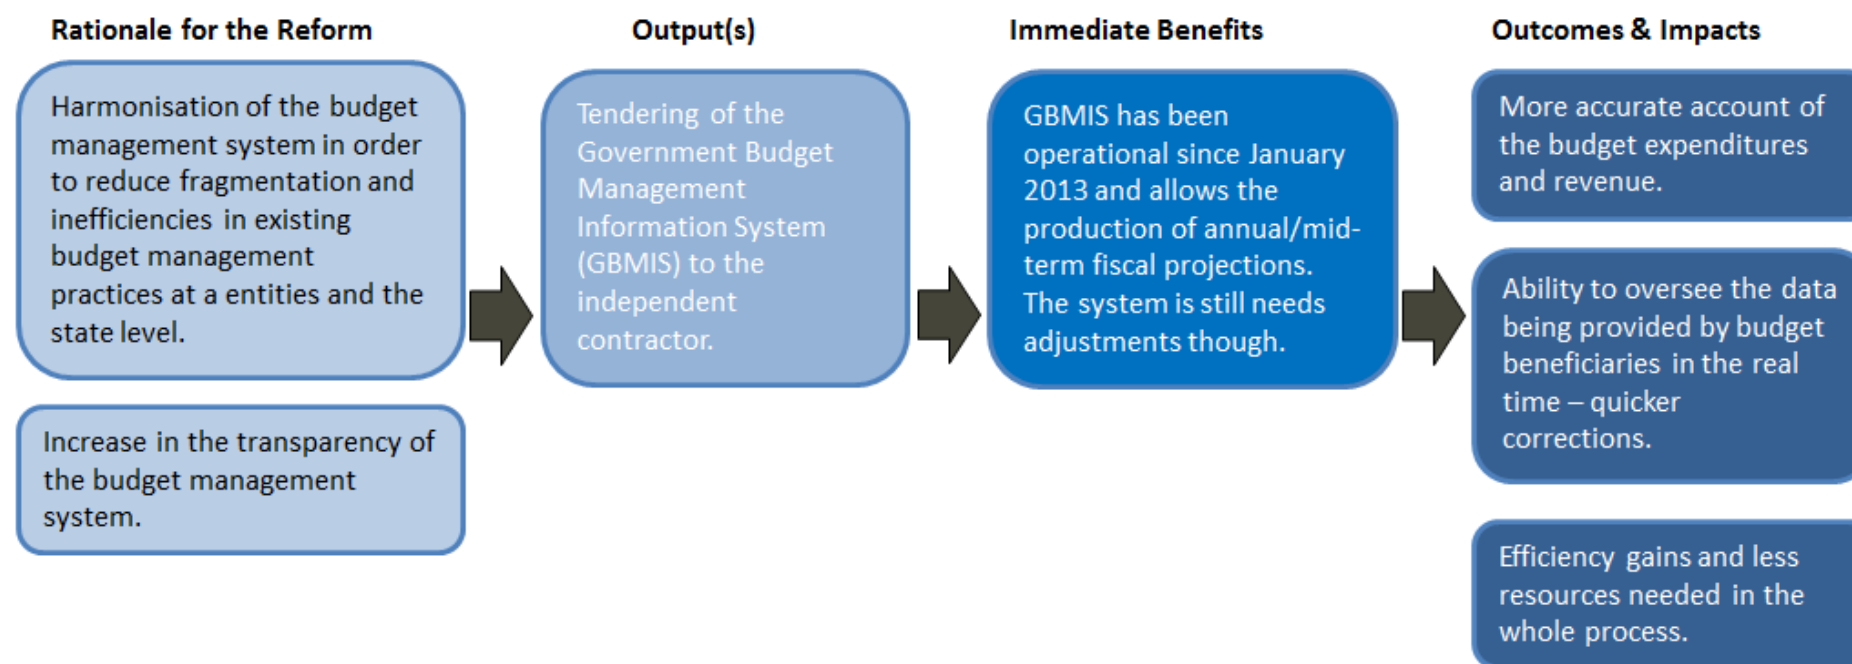 Rationale for the Reform
Harmonisation of the budget
management system in order
to reduce fragmentation and
inefficiencies in existing
budget management
practices at a entities and the
state level.
Increase in the transparency of
the budget management
system.
Output(s)
Tendering of the
Government Budget
Management
Information System
(GBMIS) to the
independent
contractor.
Immediate Benefits
GBMIS has been
operational since January
2013 and allows the
production of annual/mid-
term fiscal projections.
The system is still needs
adjustments though.
Outcomes & Impacts
More accurate account of
the budget expenditures
and revenue.
Ability to oversee the data
being provided by budget
beneficiaries in the real
time – quicker
corrections.
Efficiency gains and less
resources needed in the
whole process.